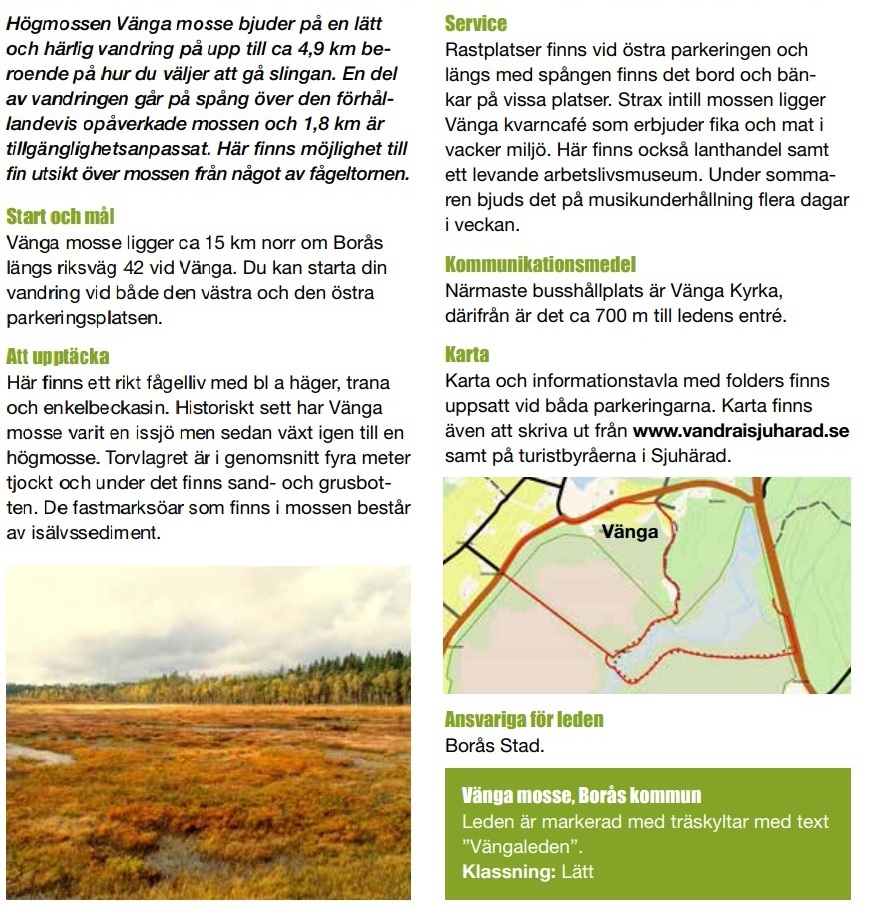 Högmossen Vänga mosse bjuder på en lätt
och härlig vandring på upp till ca 4,9 km be-
roende på hur du väljer att gå slingan. En del
av vandringen går på spång över den förhål-
landevis opåverkade mossen och 1,8 km är
tillgänglighetsanpassat. Här finns möjlighet till
fin utsikt över mossen från något av fågeltornen.
Start och mål
Vänga mosse ligger ca 15 km norr om Borås
längs riksväg 42 vid Vänga. Du kan starta din
vandring vid både den västra och den östra
parkeringsplatsen.
Att upptäcka
Här finns ett rikt fågelliv med bl a häger, trana
och enkelbeckasin. Historiskt sett har Vänga
mosse varit en issjö men sedan växt igen till en
högmosse. Torvlagret är i genomsnitt fyra meter
tjockt och under det finns sand- och grusbot-
ten. De fastmarksöar som finns i mossen består
av isälvssediment.
Service
Rastplatser finns vid östra parkeringen och
längs med spången finns det bord och bän-
kar på vissa platser. Strax intill mossen ligger
Vänga kvarncafé som erbjuder fika och mat i
vacker miljö. Här finns också lanthandel samt
ett levande arbetslivsmuseum. Under somma-
ren bjuds det på musikunderhållning flera dagar
i veckan.
Kommunikationsmedel
Närmaste busshållplats är Vänga Kyrka,
därifrån är det ca 700 m till ledens entré.
Karta
Karta och informationstavla med folders finns
uppsatt vid båda parkeringarna. Karta finns
även att skriva ut från www.vandraisjuharad.se
samt på turistbyråerna i Sjuhärad.
Vänga
Ansvariga för leden
Borås Stad.
Vänga mosse, Borås kommun
Leden är markerad med träskyltar med text
”Vängaleden”.
Klassning: Lätt